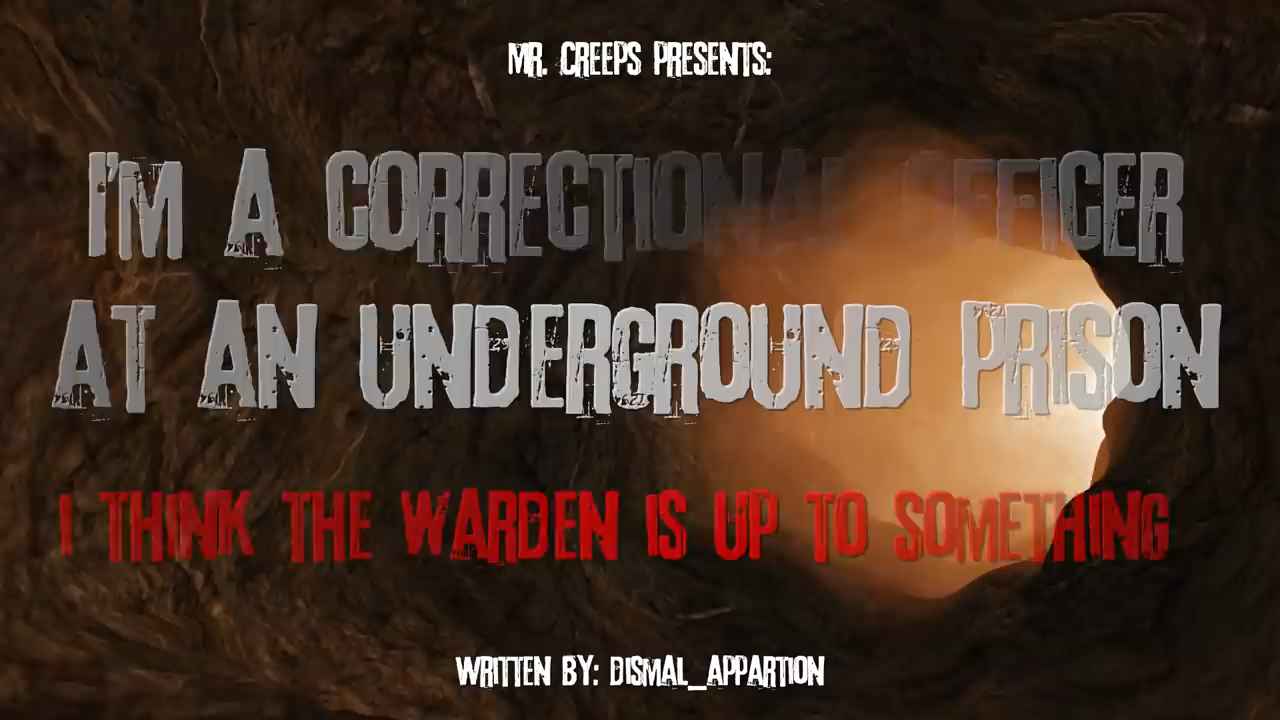 MR. CREEPS PRESENTS:
I'M A CORRECTIONAL OFFICER
AT AN UNDERGROUND PRISON
I THINK THE WARDEN IS UP TO SOMETHING
WRITTEN BY: DISMAL_APPARTION